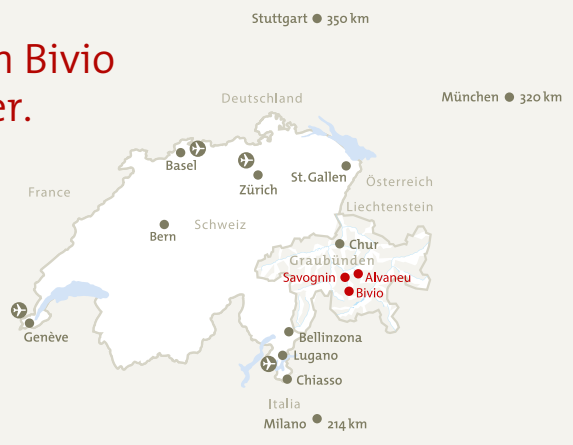 Stuttgart 350 km
n Bivio
er.
Deutschland
München 320 km
Basel
Zürich
St. Gallen
Österreich
France
Liechtenstein
Bern
Schweiz
Chur
Graubünden
Savognin
Alvaneu
Bivio
Genève
Bellinzona
Lugano
Chiasso
Italia
Milano 214 km